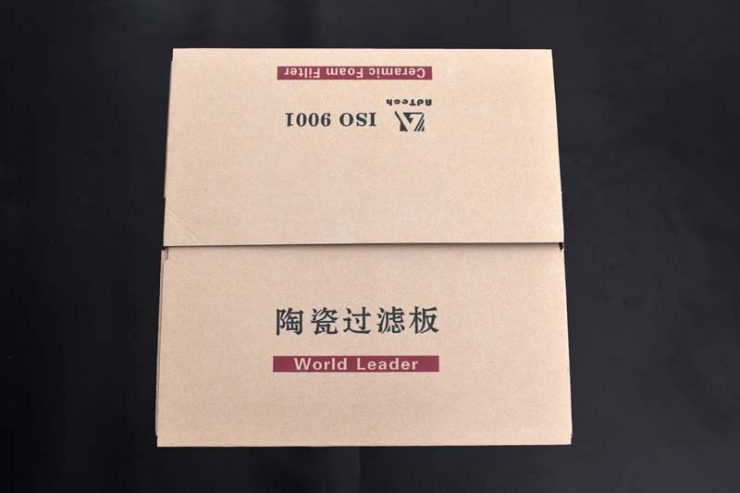 Ceramic Foam Filter
AdTech
ISO 9001
陶瓷过滤板
World Leader